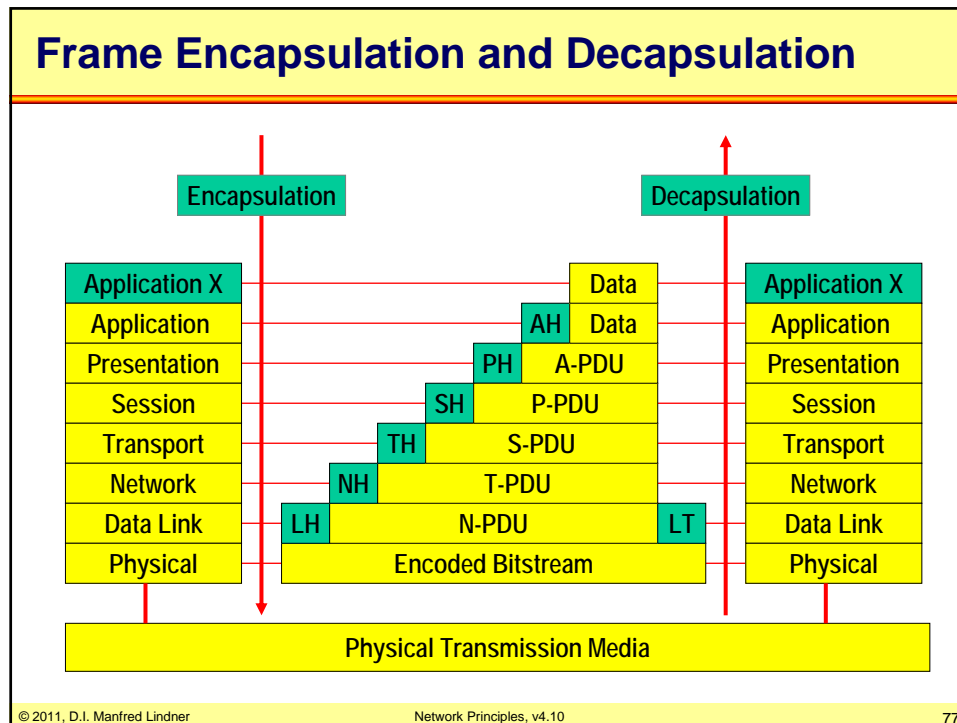 Frame Encapsulation and Decapsulation
Encapsulation
Decapsulation
Application X
Data
Application X
Application
AH
Data
Application
Presentation
PH
A-PDU
Presentation
Session
SH
P-PDU
Session
Transport
TH
S-PDU
Transport
Network
NH
T-PDU
Network
Data Link
LH
N-PDU
LT
Data Link
Physical
Encoded Bitstream
Physical
Physical Transmission Media
© 2011, D.I. Manfred Lindner
Network Principles, v4.10
77